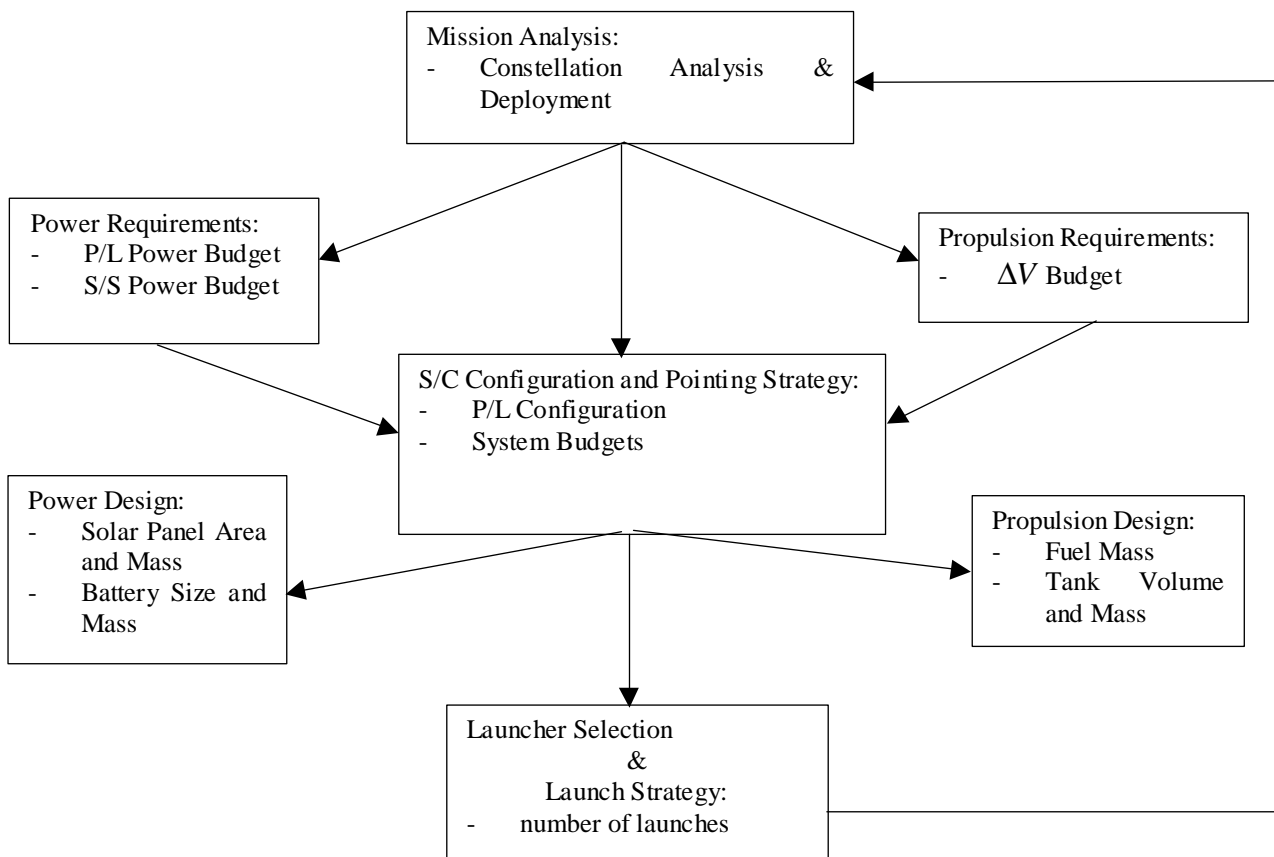 Mission Analysis:
- Constellation Analysis &
Deployment
Power Requirements:
- P/L Power Budget
- S/S Power Budget
Propulsion Requirements:
- ΔV Budget
S/C Configuration and Pointing Strategy:
- P/L Configuration
- System Budgets
Power Design:
- Solar Panel Area
and Mass
- Battery Size and
Mass
Propulsion Design:
- Fuel Mass
- Tank Volume
and Mass
Launcher Selection
&
Launch Strategy:
- number of launches